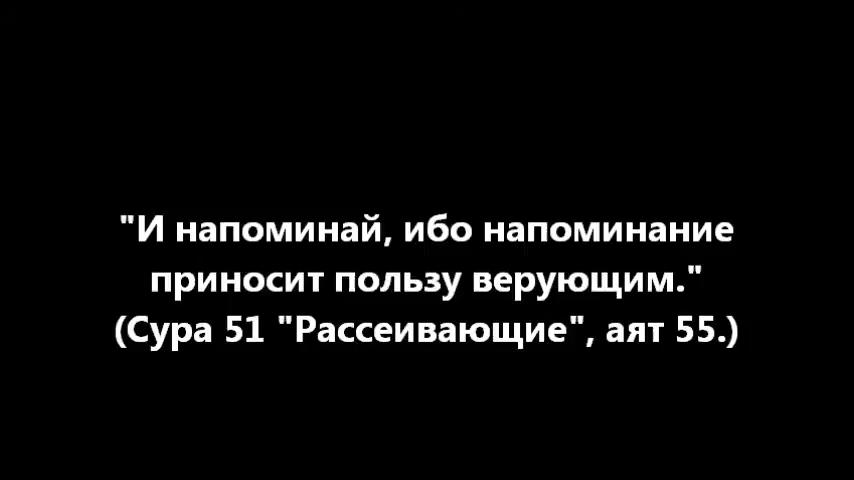 "И напоминай, ибо напоминание
приносит пользу верующим."
(Сура 51 "Рассеивающие", аят 55.)